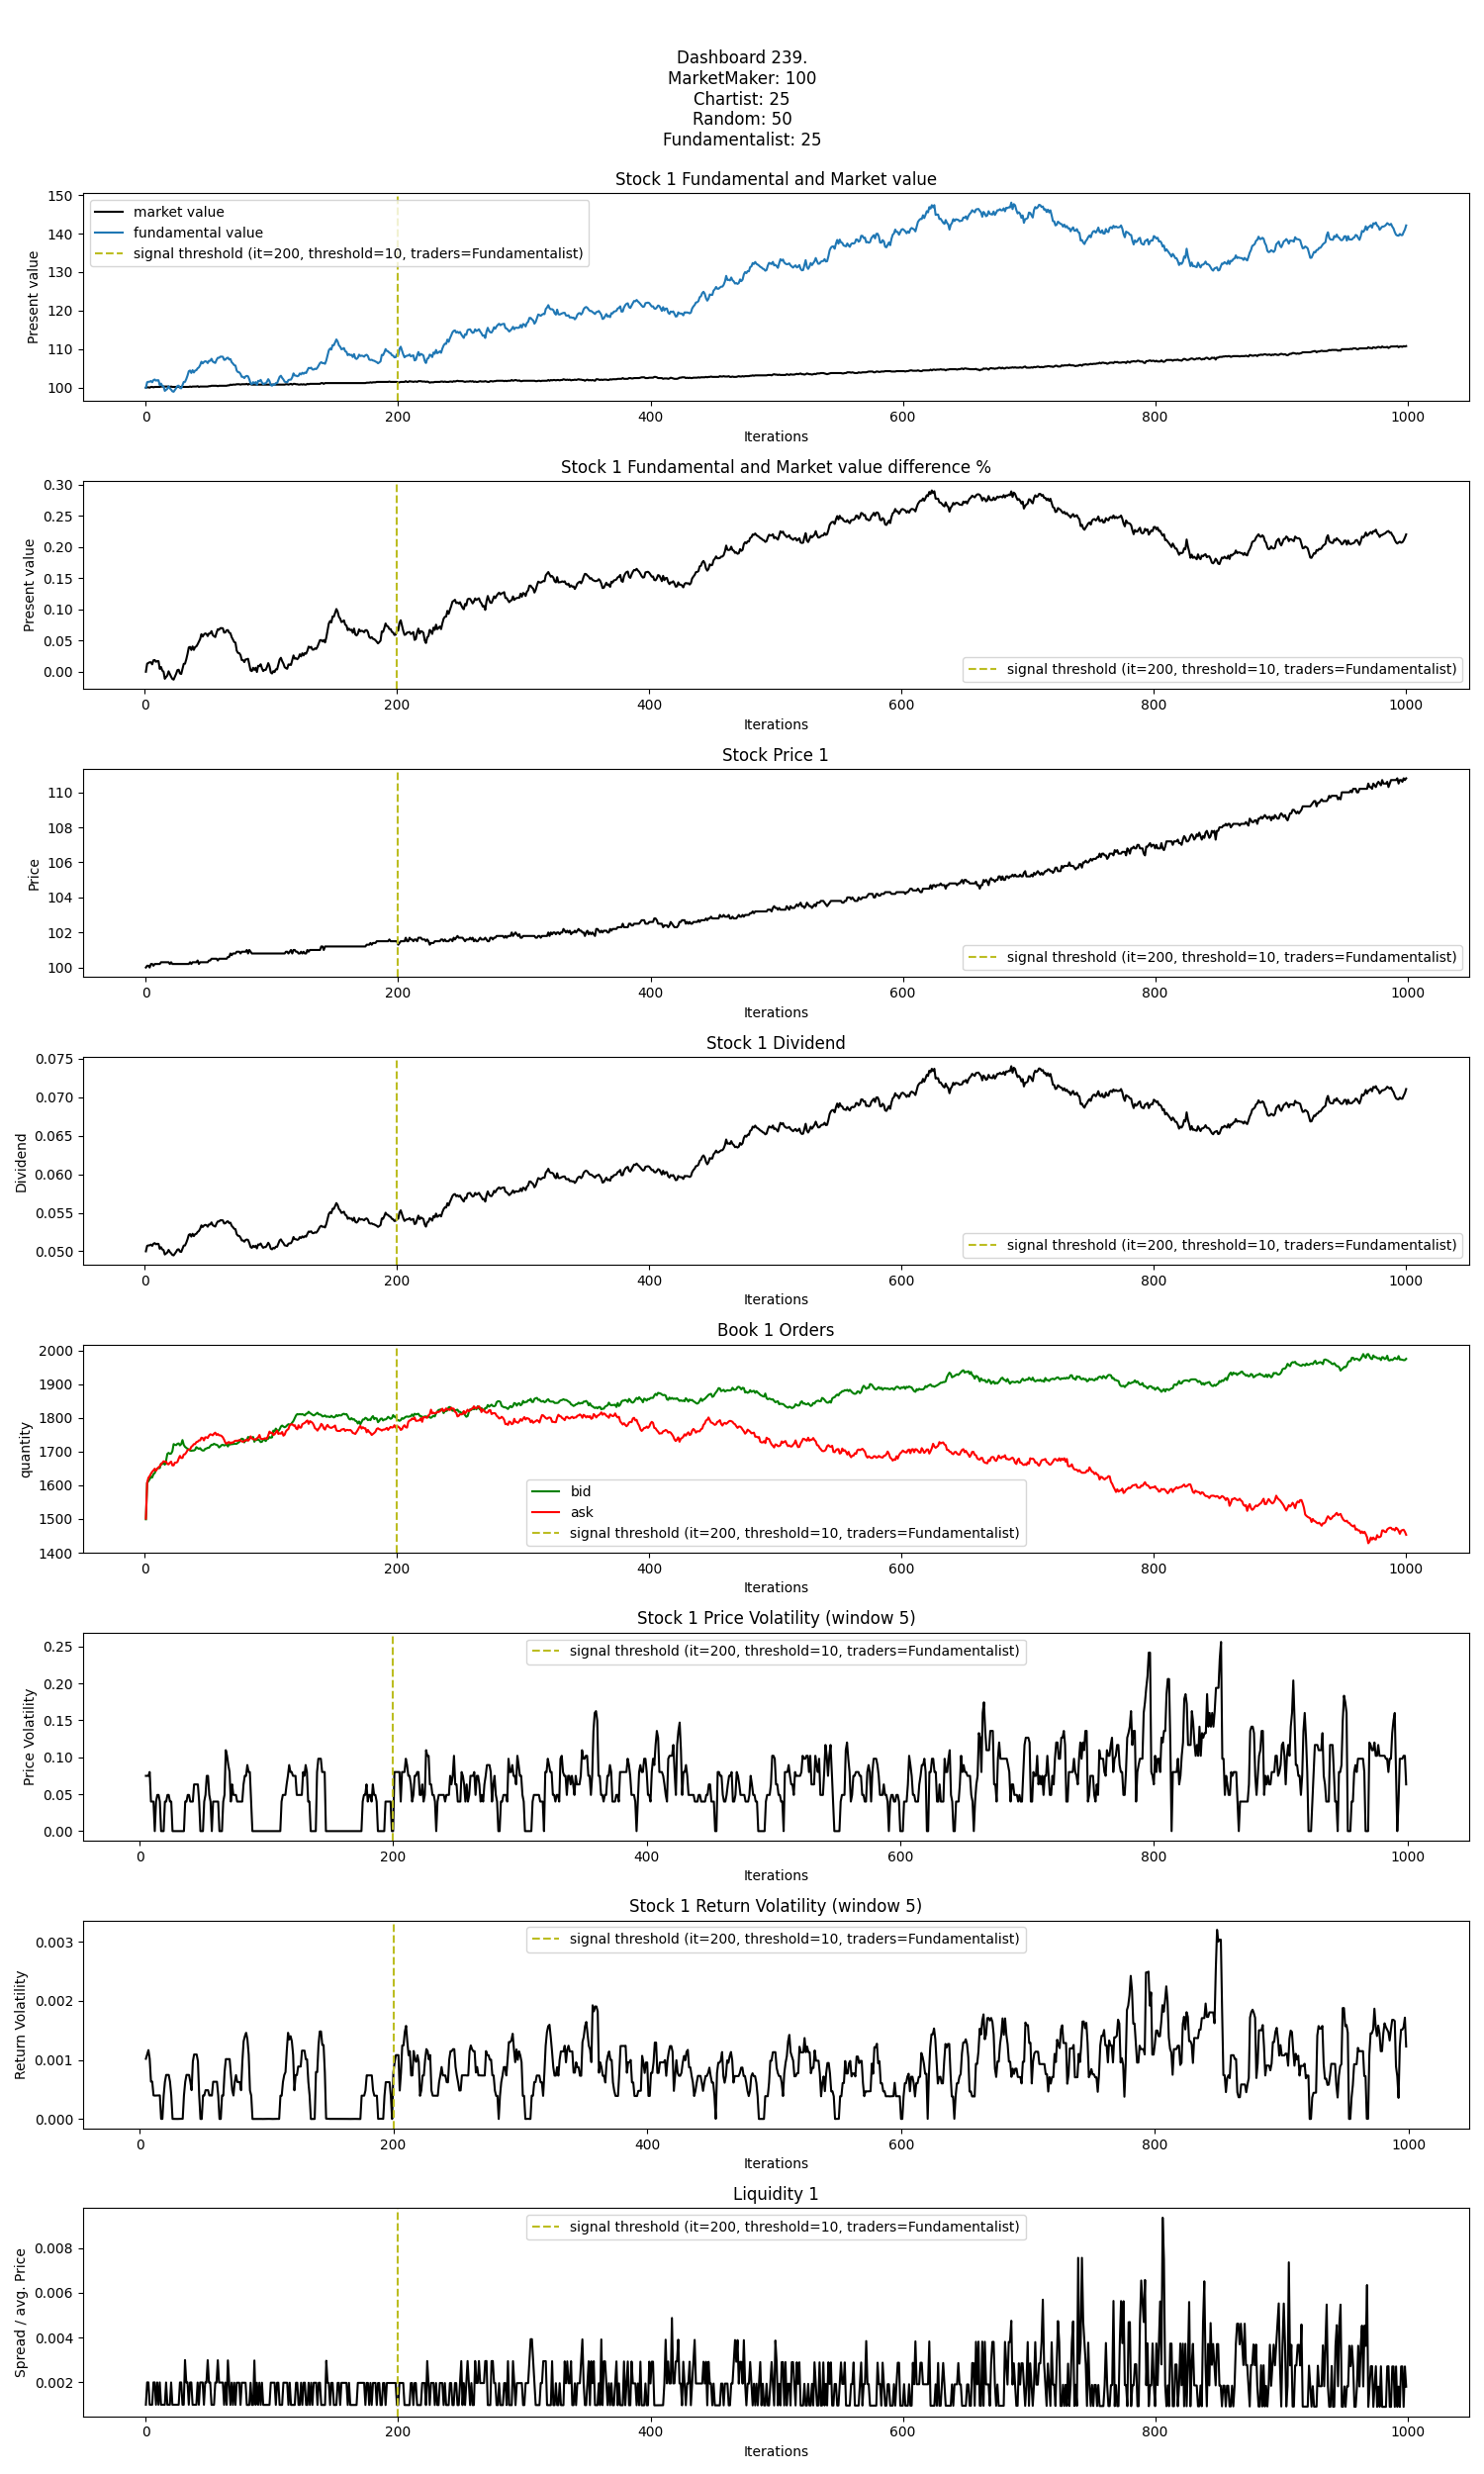 Dashboard 239.
MarketMaker: 100
Chartist: 25
Random: 50
Fundamentalist: 25
Stock 1 Fundamental and Market value
150
140
130
120
110
100
Present value
market value
fundamental value
signal threshold (it=200, threshold=10, traders=Fundamentalist)
0 200 400 600 800 1000
Iterations
Stock 1 Fundamental and Market value difference %
0.30
0.25
0.20
0.15
0.10
0.05
0.00
Present value
signal threshold (it=200, threshold=10, traders=Fundamentalist)
0 200 400 600 800 1000
Iterations
Stock Price 1
110
108
106
104
102
100
Price
signal threshold (it=200, threshold=10, traders=Fundamentalist)
0 200 400 600 800 1000
Iterations
Stock 1 Dividend
0.075
0.070
0.065
0.060
0.055
0.050
Dividend
signal threshold (it=200, threshold=10, traders=Fundamentalist)
0 200 400 600 800 1000
Iterations
Book 1 Orders
2000
1900
1800
1700
1600
1500
1400
quantity
bid
ask
signal threshold (it=200, threshold=10, traders=Fundamentalist)
0 200 400 600 800 1000
Iterations
Stock 1 Price Volatility (window 5)
0.25
0.20
0.15
0.10
0.05
0.00
Price Volatility
signal threshold (it=200, threshold=10, traders=Fundamentalist)
0 200 400 600 800 1000
Iterations
Stock 1 Return Volatility (window 5)
0.003
0.002
0.001
0.000
Return Volatility
signal threshold (it=200, threshold=10, traders=Fundamentalist)
0 200 400 600 800 1000
Iterations
Liquidity 1
0.008
0.006
0.004
0.002
Spread / avg. Price
signal threshold (it=200, threshold=10, traders=Fundamentalist)
0 200 400 600 800 1000
Iterations